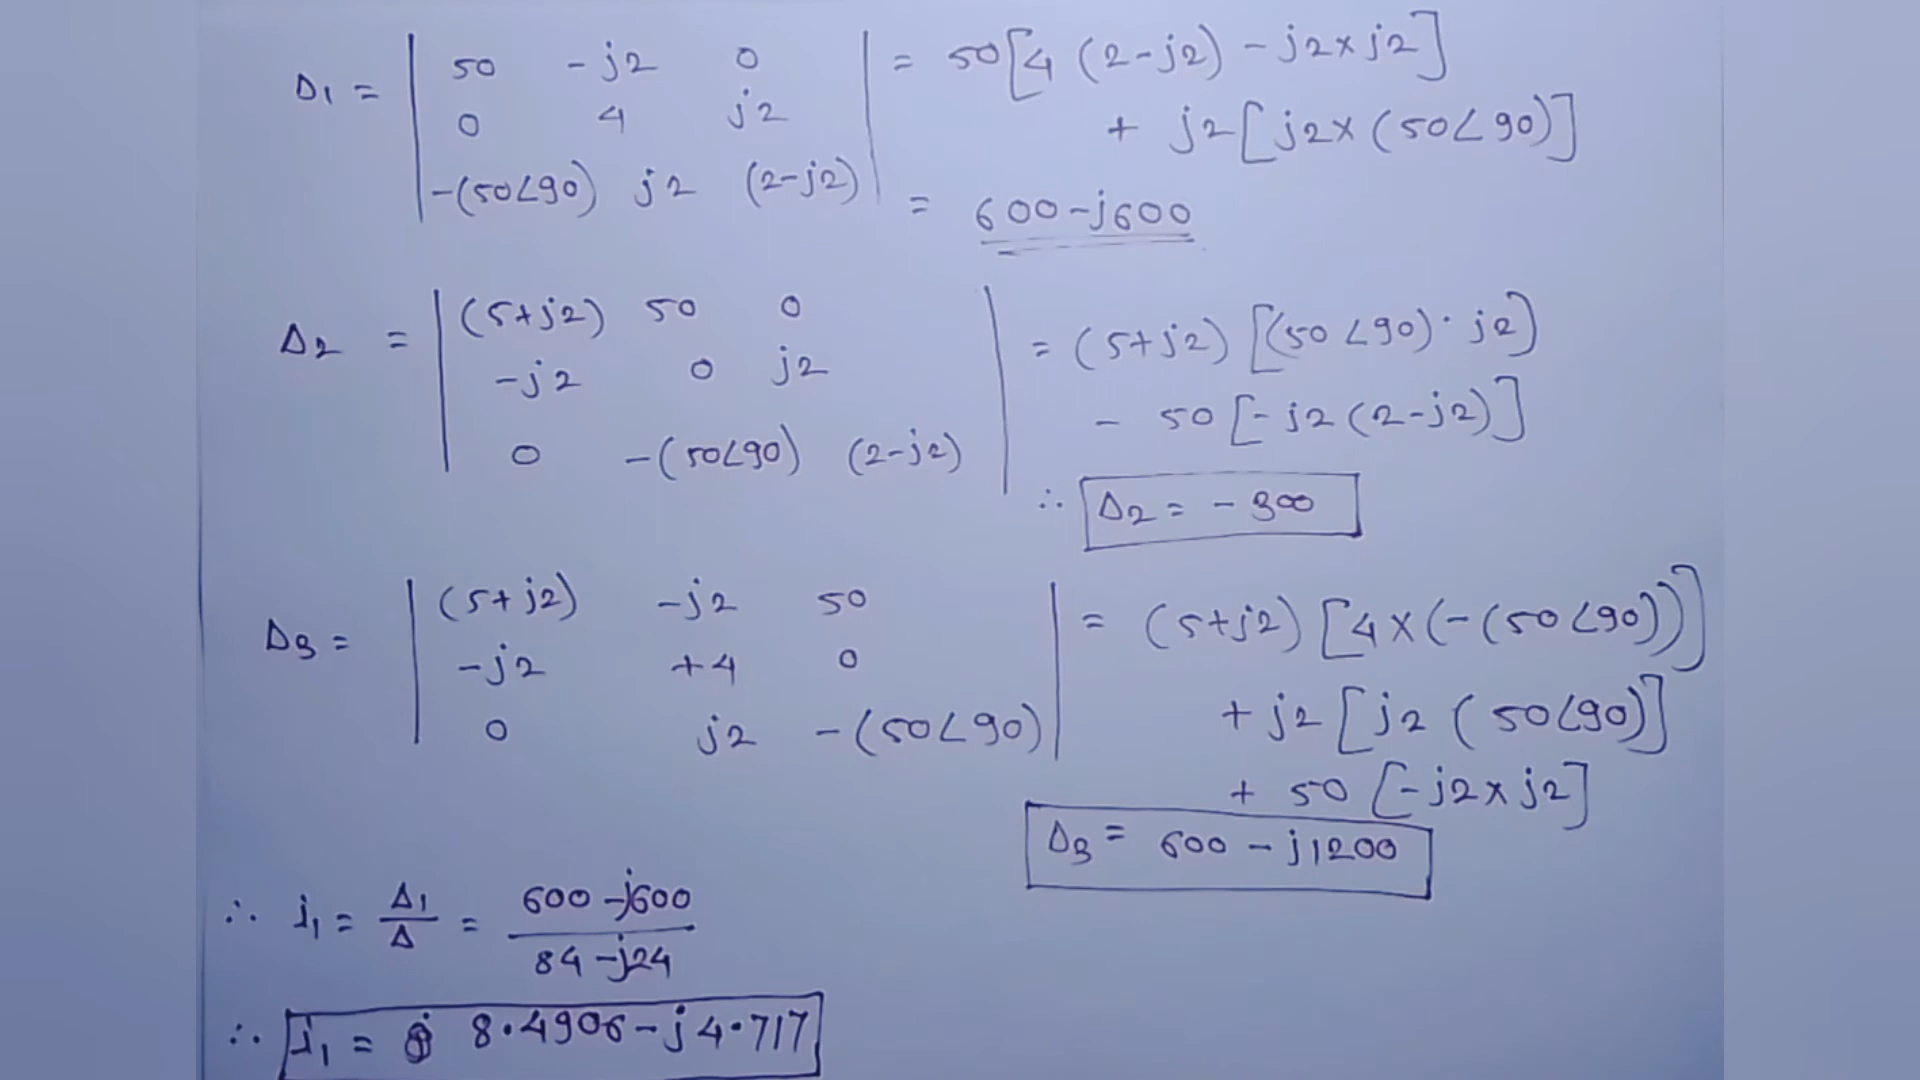 Δ1 = | 50 -j2 0 | = 50[4 (2-j2) - j2×j2]
| 0 4 j2 | + j2[j2×(50∠90)]
| -(50∠90) j2 (2-j2) | = 600-j600
Δ2 = | (5+j2) 50 0 | = (5+j2) [(50∠90)·j2]
| -j2 0 j2 | - 50[-j2(2-j2)]
| 0 -(50∠90) (2-j2) |
∴ Δ2 = -300
Δ3 = | (5+j2) -j2 50 | = (5+j2) [4×(-(50∠90))]
| -j2 +4 0 | + j2 [j2 (50∠90)]
| 0 j2 -(50∠90) | + 50 [-j2×j2]
Δ3 = 600 - j1200
∴ i1 = Δ1/Δ = 600-j600 / 84-j24
∴ i1 = 8.4906-j4.717